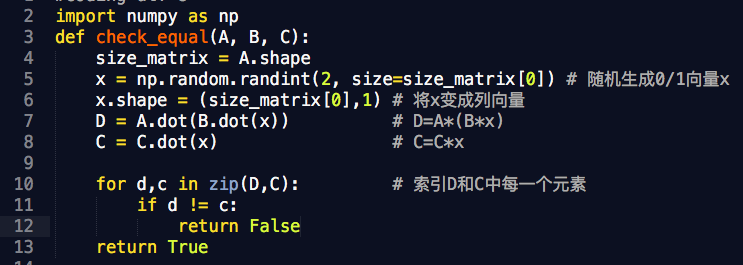 2 import numpy as np
3 def check_equal(A, B, C):
4     size_matrix = A.shape
5     x = np.random.randint(2, size=size_matrix[0]) # 随机生成0/1向量x
6     x.shape = (size_matrix[0],1) # 将x变成列向量
7     D = A.dot(B.dot(x))          # D=A*(B*x)
8     C = C.dot(x)                 # C=C*x
9
10     for d,c in zip(D,C):         # 索引D和C中每一个元素
11         if d != c:
12             return False
13     return True